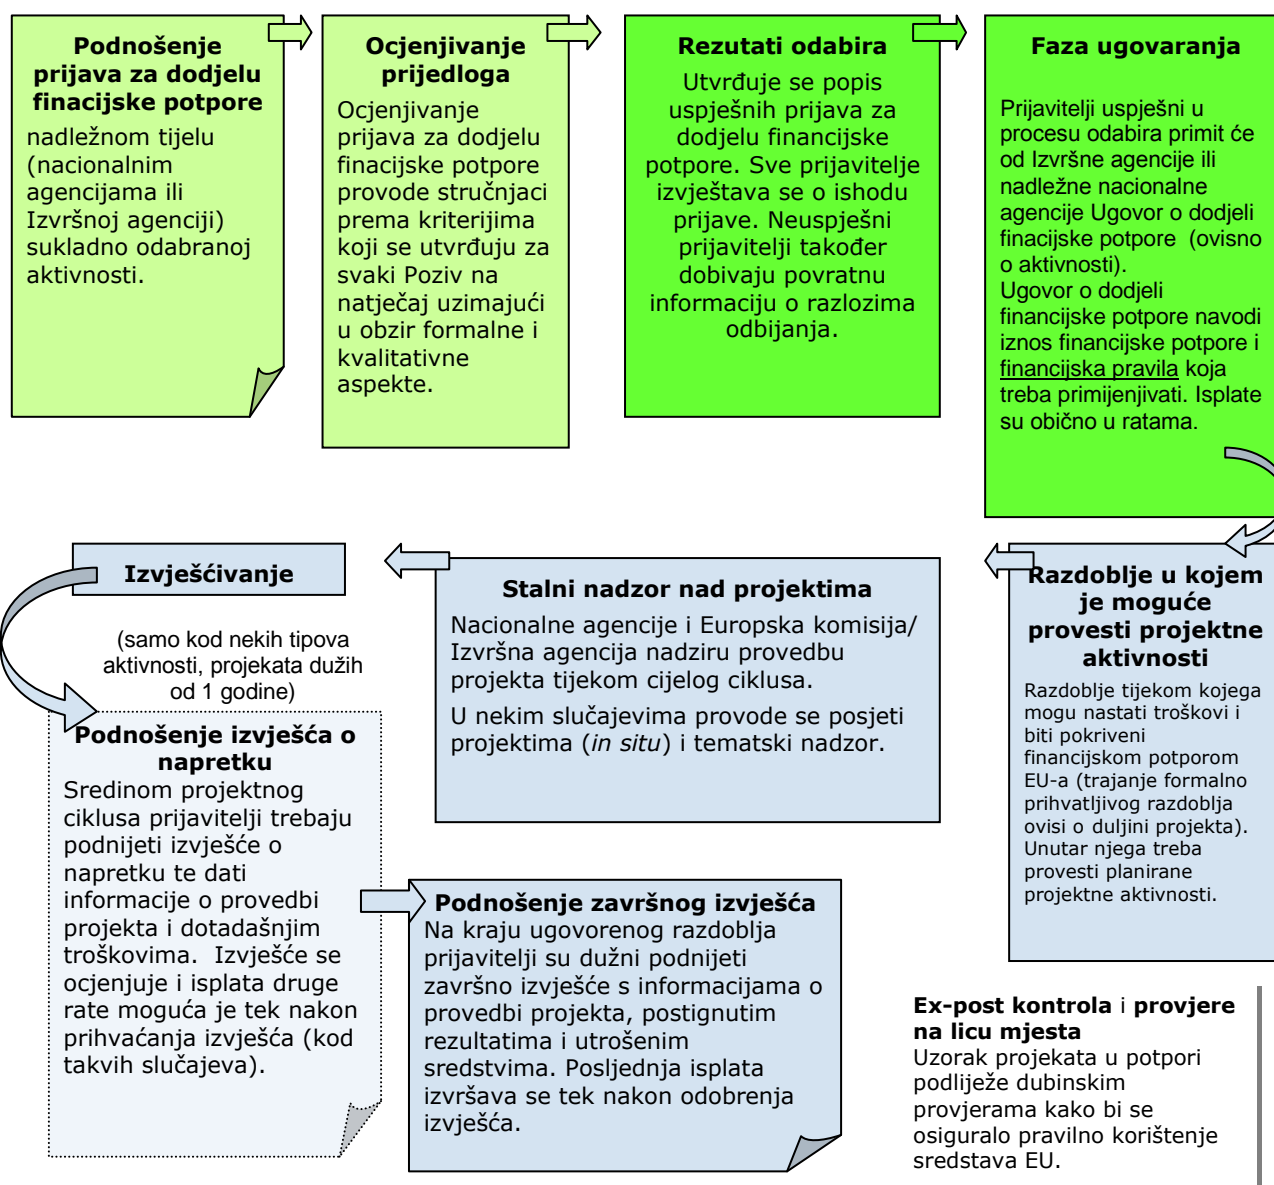 Podnošenje
prijava za dodjelu
finacijske potpore
nadležnom tijelu
(nacionalnim
agencijama ili
Izvršnoj agenciji)
sukladno odabranoj
aktivnosti.
Ocjenjivanje
prijedloga
Ocjenjivanje
prijava za dodjelu
finacijske potpore
provode stručnjaci
prema kriterijima
koji se utvrđuju za
svaki Poziv na
natječaj uzimajući
u obzir formalne i
kvalitativne
aspekte.
Rezutati odabira
Utvrđuje se popis
uspješnih prijava za
dodjelu financijske
potpore. Sve prijavitelje
izvještava se o ishodu
prijave. Neuspješni
prijavitelji također
dobivaju povratnu
informaciju o razlozima
odbijanja.
Faza ugovaranja
Prijavitelji uspješni u
procesu odabira primit će
od Izvršne agencije ili
nadležne nacionalne
agencije Ugovor o dodjeli
finacijske potpore  (ovisno
o aktivnosti).
Ugovor o dodjeli
financijske potpore navodi
iznos financijske potpore i
financijska pravila koja
treba primijenjivati. Isplate
su obično u ratama.
Razdoblje u kojem
je moguće
provesti projektne
aktivnosti
Razdoblje tijekom kojega
mogu nastati troškovi i
biti pokriveni
financijskom potporom
EU-a (trajanje formalno
prihvatljivog razdoblja
ovisi o duljini projekta).
Unutar njega treba
provesti planirane
projektne aktivnosti.
Stalni nadzor nad projektima
Nacionalne agencije i Europska komisija/
Izvršna agencija nadziru provedbu
projekta tijekom cijelog ciklusa.
U nekim slučajevima provode se posjeti
projektima (in situ) i tematski nadzor.
Izvješćivanje
(samo kod nekih tipova
aktivnosti, projekata dužih
od 1 godine)
Podnošenje izvješća o
napretku
Sredinom projektnog
ciklusa prijavitelji trebaju
podnijeti izvješće o
napretku te dati
informacije o provedbi
projekta i dotadašnjim
troškovima.  Izvješće se
ocjenjuje i isplata druge
rate moguća je tek nakon
prihvaćanja izvješća (kod
takvih slučajeva).
Podnošenje završnog izvješća
Na kraju ugovorenog razdoblja
prijavitelji su dužni podnijeti
završno izvješće s informacijama o
provedbi projekta, postignutim
rezultatima i utrošenim
sredstvima. Posljednja isplata
izvršava se tek nakon odobrenja
izvješća.
Ex-post kontrola i provjere
na licu mjesta
Uzorak projekata u potpori
podliježe dubinskim
provjerama kako bi se
osiguralo pravilno korištenje
sredstava EU.